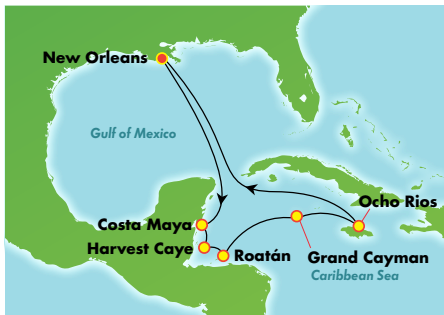 New Orleans
Gulf of Mexico
Ocho Rios
Costa Maya
Harvest Caye
Roatán
Grand Cayman
Caribbean Sea